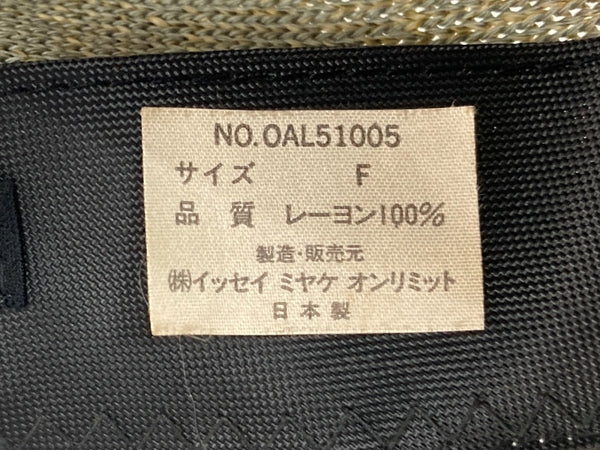 NO.OAL51005
サイズ F
品質 レーヨン100%
製造・販売元
㈱イッセイ ミヤケ オンリミット
日本製